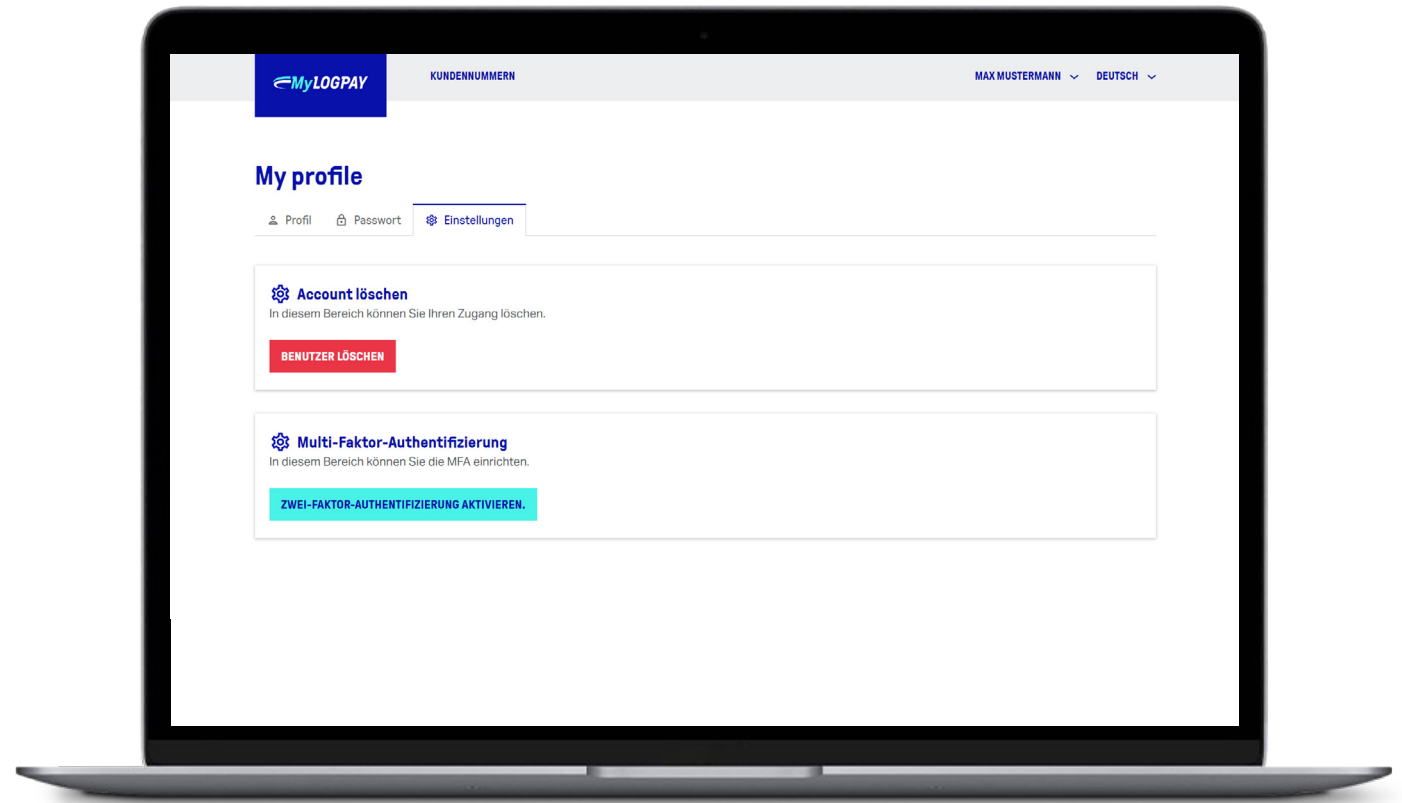 MyLOGPAY KUNDENNUMMERN MAX MUSTERMANN DEUTSCH
My profile
Profil Passwort Einstellungen
Account löschen
In diesem Bereich können Sie Ihren Zugang löschen.
BENUTZER LÖSCHEN
Multi-Faktor-Authentifizierung
In diesem Bereich können Sie die MFA einrichten.
ZWEI-FAKTOR-AUTHENTIFIZIERUNG AKTIVIEREN.